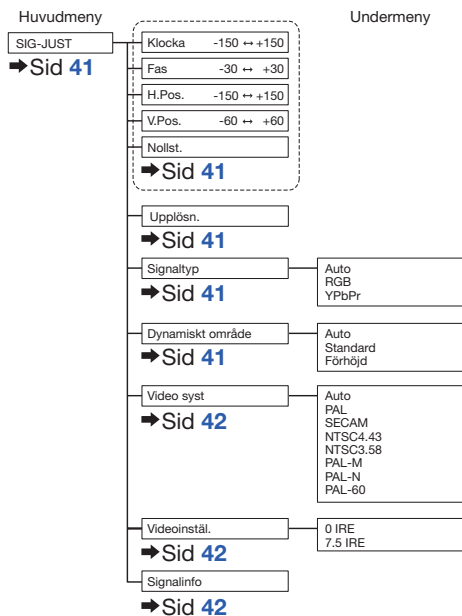 Huvudmeny
Undermeny
SIG-JUST
➡Sid 41
Klocka -150 ↔ +150
Fas -30 ↔ +30
H.Pos. -150 ↔ +150
V.Pos. -60 ↔ +60
Nollst.
➡Sid 41
Upplösn.
➡Sid 41
Signaltyp
➡Sid 41
Auto
RGB
YPbPr
Dynamiskt område
➡Sid 41
Auto
Standard
Förhöjd
Video syst
➡Sid 42
Auto
PAL
SECAM
NTSC4.43
NTSC3.58
PAL-M
PAL-N
PAL-60
Videoinstäl.
➡Sid 42
0 IRE
7.5 IRE
Signalinfo
➡Sid 42